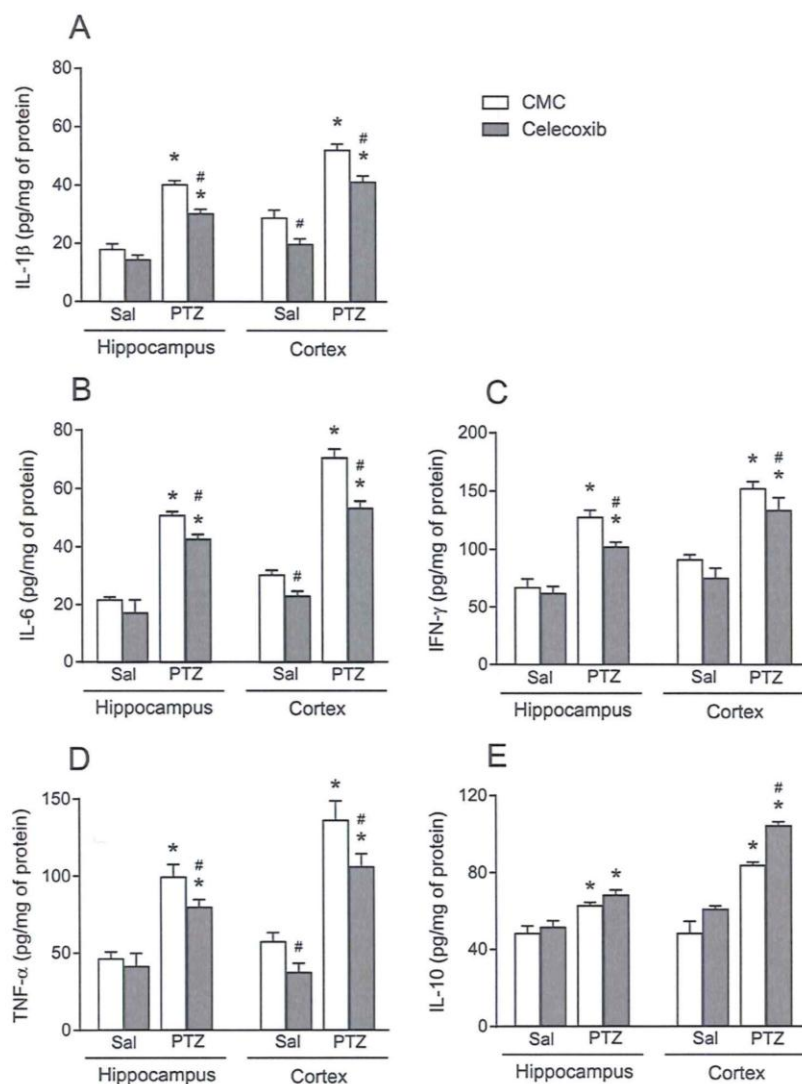 A
IL-1β (pg/mg of protein)
80
60
40
20
0
* # * # * # *
Sal PTZ Sal PTZ
Hippocampus Cortex
CMC
Celecoxib
B
IL-6 (pg/mg of protein)
80
60
40
20
0
* # * # * # *
Sal PTZ Sal PTZ
Hippocampus Cortex
C
IFN-γ (pg/mg of protein)
200
150
100
50
0
* # * * # *
Sal PTZ Sal PTZ
Hippocampus Cortex
D
TNF-α (pg/mg of protein)
150
100
50
0
* # * # * # *
Sal PTZ Sal PTZ
Hippocampus Cortex
E
IL-10 (pg/mg of protein)
120
80
40
0
* * * # *
Sal PTZ Sal PTZ
Hippocampus Cortex